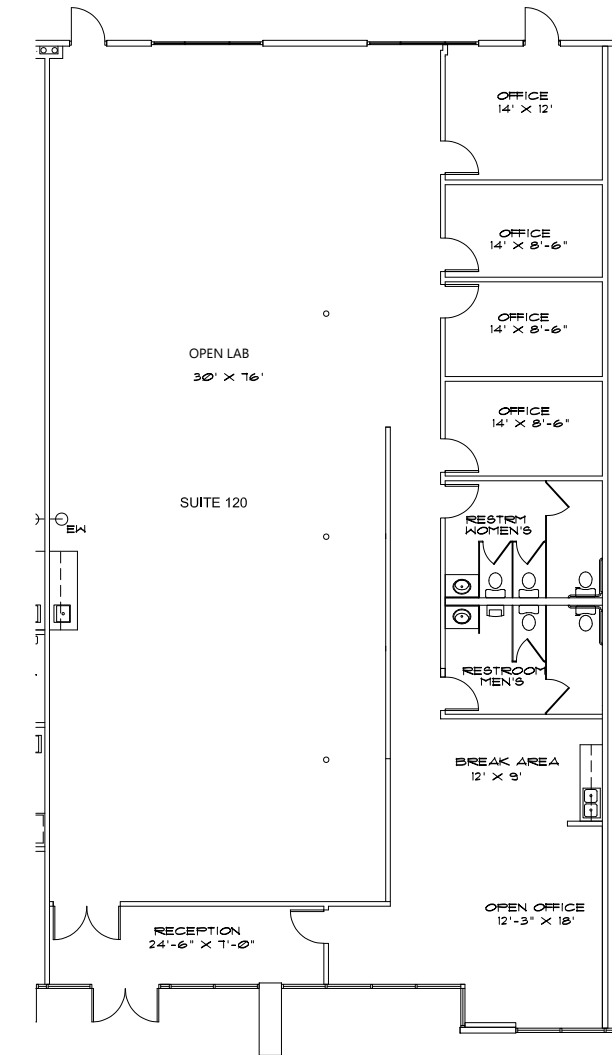 OFFICE
14' X 12'
OFFICE
14' X 8'-6"
OFFICE
14' X 8'-6"
OPEN LAB
30' X 76'
OFFICE
14' X 8'-6"
SUITE 120
EW
RESTRM
WOMEN'S
RESTROOM
MEN'S
BREAK AREA
12' X 9'
OPEN OFFICE
12'-3" X 18'
RECEPTION
24'-6" X 7'-0"